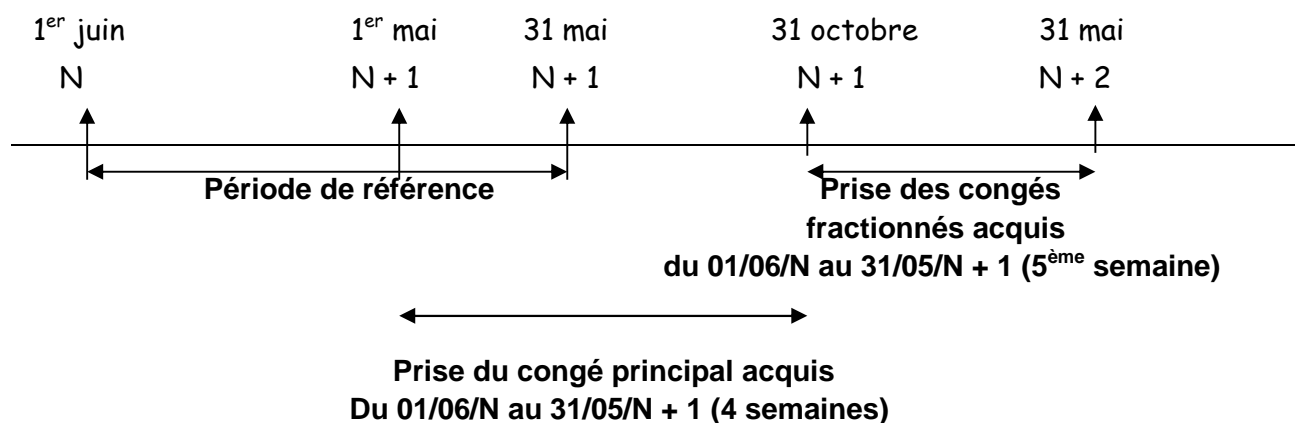 1er juin 1er mai 31 mai 31 octobre 31 mai
N N + 1 N + 1 N + 1 N + 2
Période de référence
Prise des congés
fractionnés acquis
du 01/06/N au 31/05/N + 1 (5ème semaine)
Prise du congé principal acquis
Du 01/06/N au 31/05/N + 1 (4 semaines)